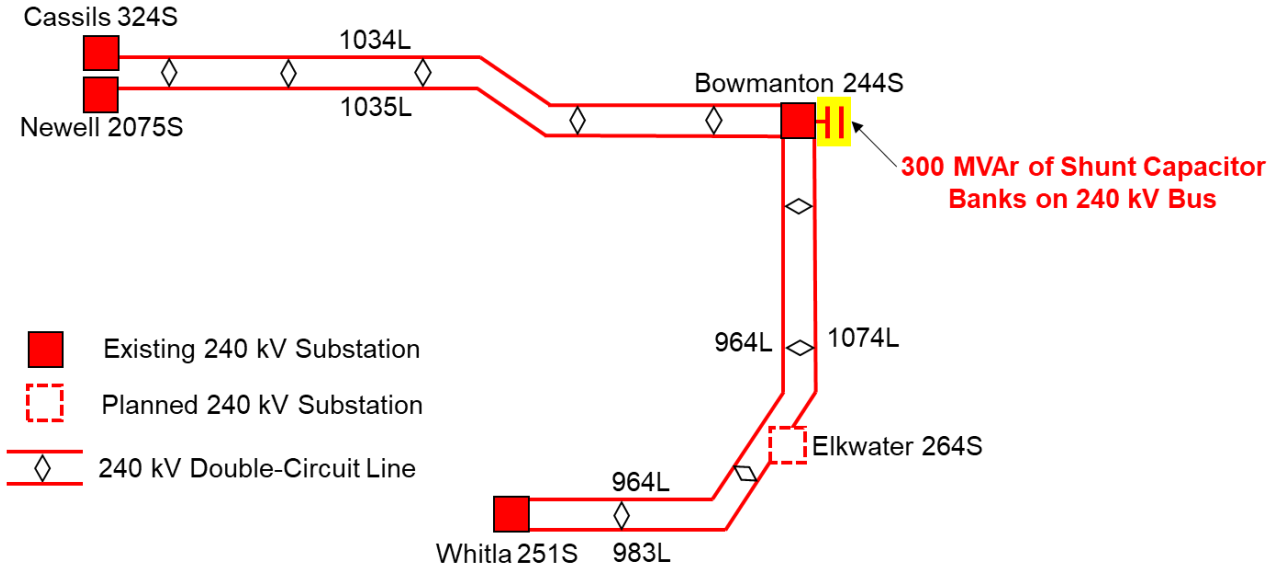 Cassils 324S
1034L
Bowmanton 244S
1035L
Newell 2075S
300 MVAr of Shunt Capacitor
Banks on 240 kV Bus
964L
1074L
Existing 240 kV Substation
Planned 240 kV Substation
Elkwater 264S
240 kV Double-Circuit Line
964L
Whitla 251S
983L